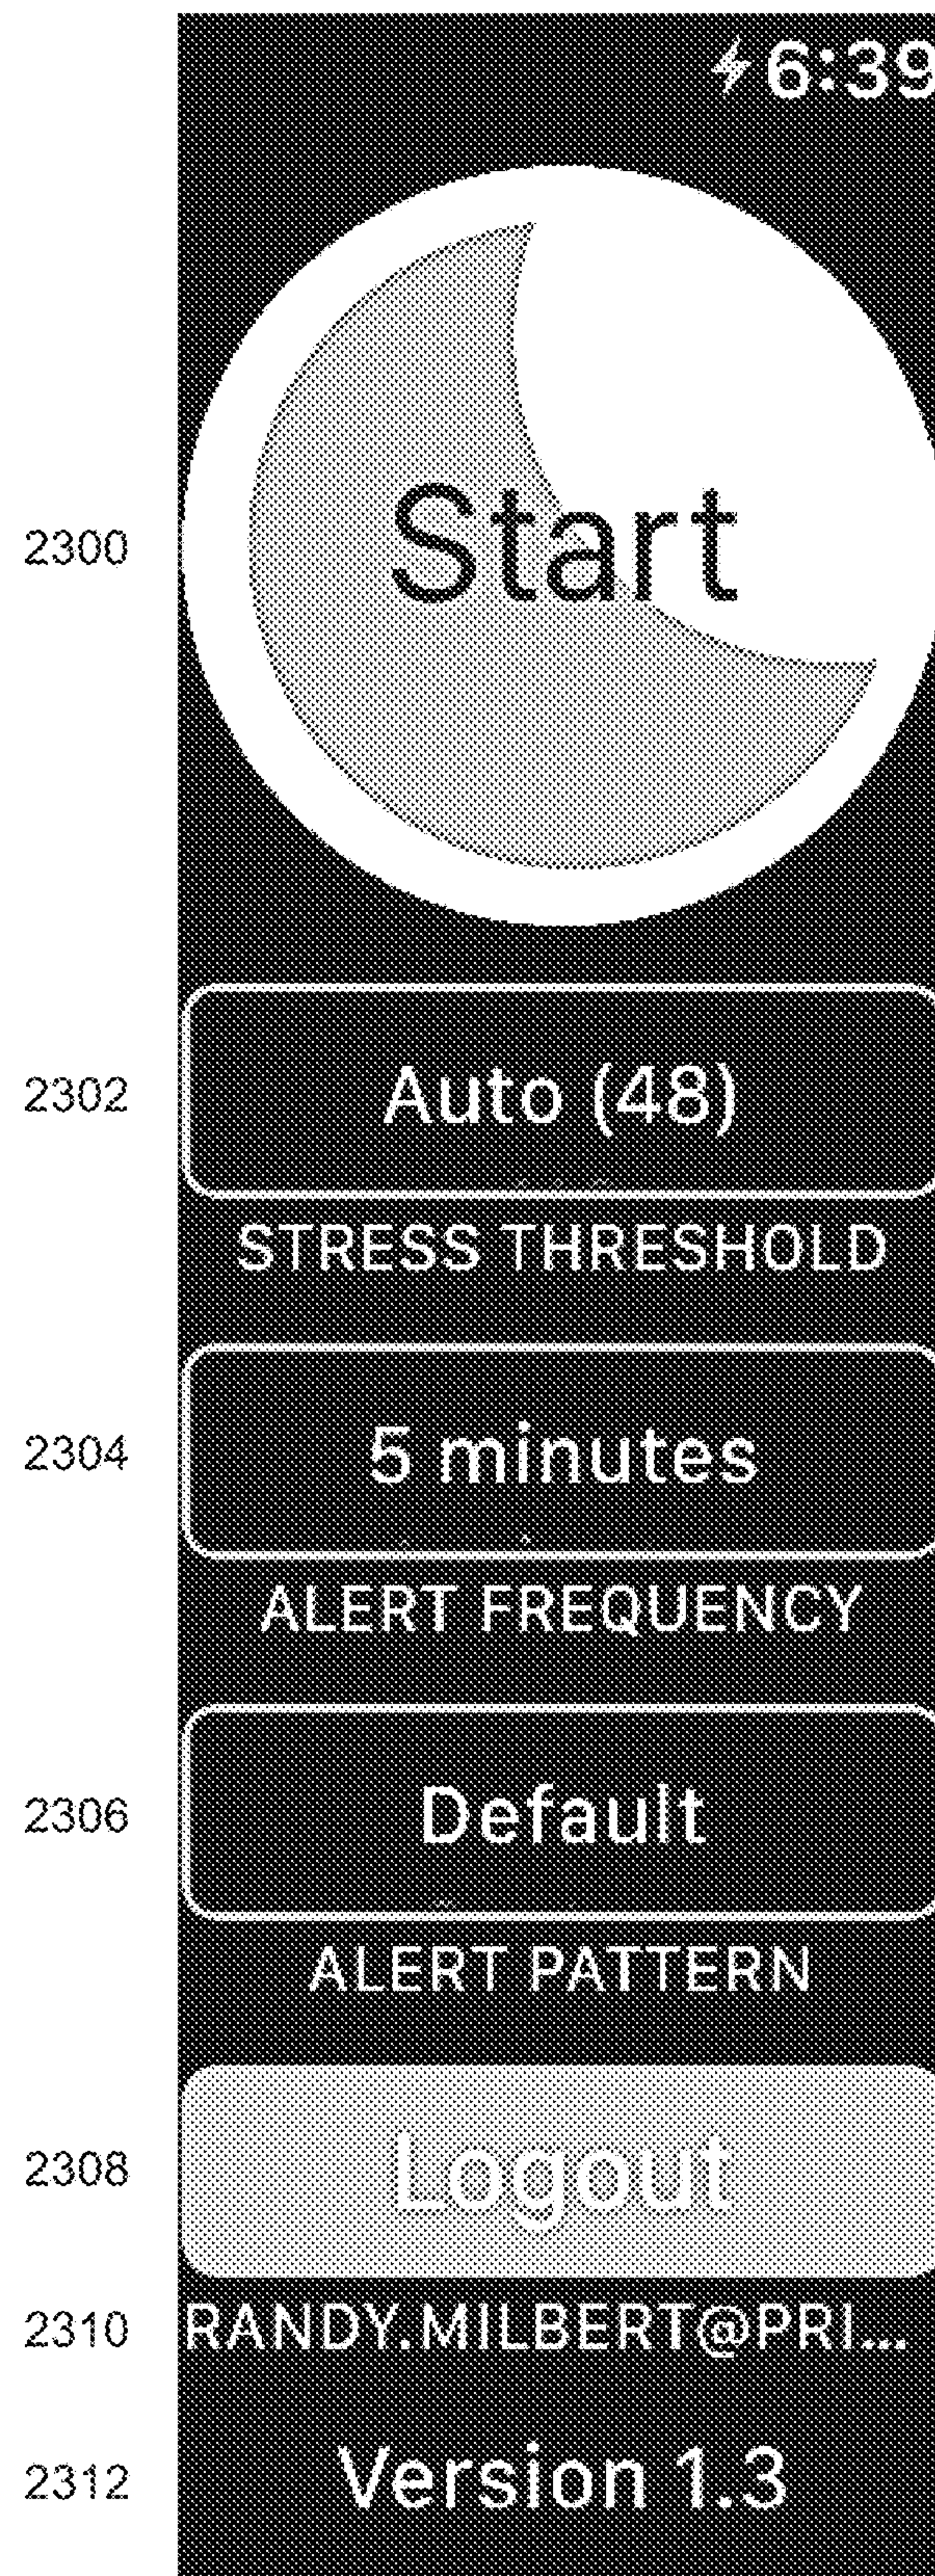 6:39
2300 Start
2302 Auto (48)
STRESS THRESHOLD
2304 5 minutes
ALERT FREQUENCY
2306 Default
ALERT PATTERN
2308 Logout
2310 RANDY.MILBERT@PRI...
2312 Version 1.3